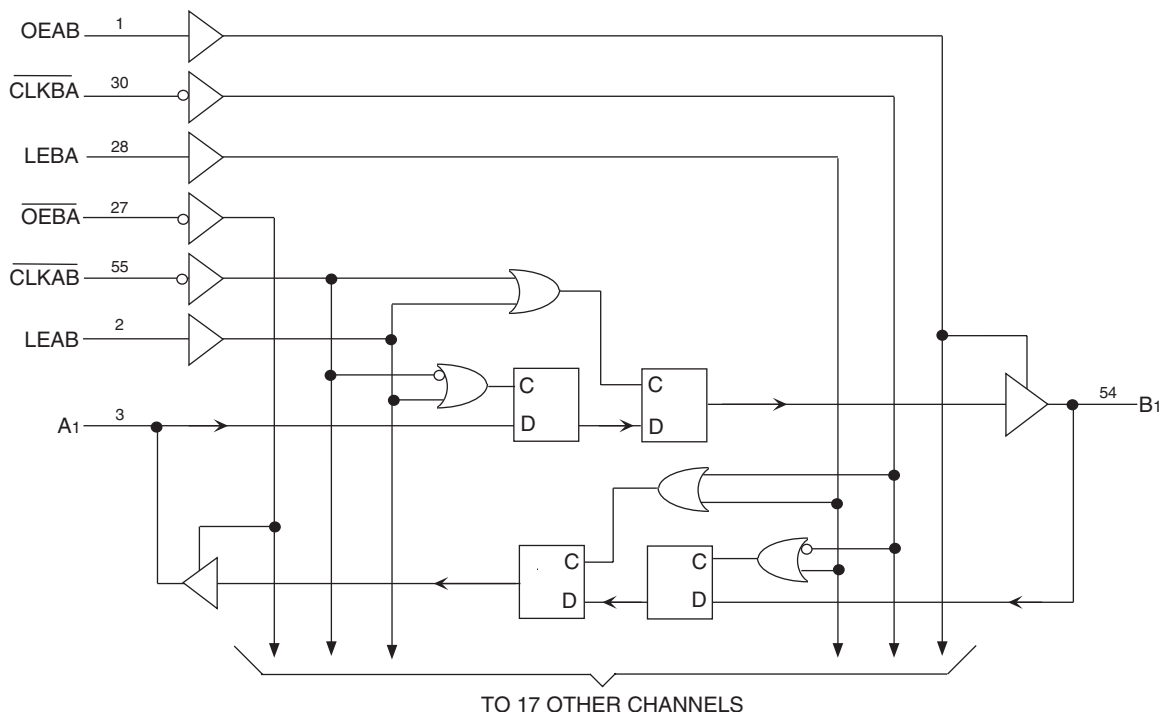 OEAB 1
CLKBA 30
LEBA 28
OEBA 27
CLKAB 55
LEAB 2
C
C
A1 3
D
D
54 B1
C
C
D
D
TO 17 OTHER CHANNELS